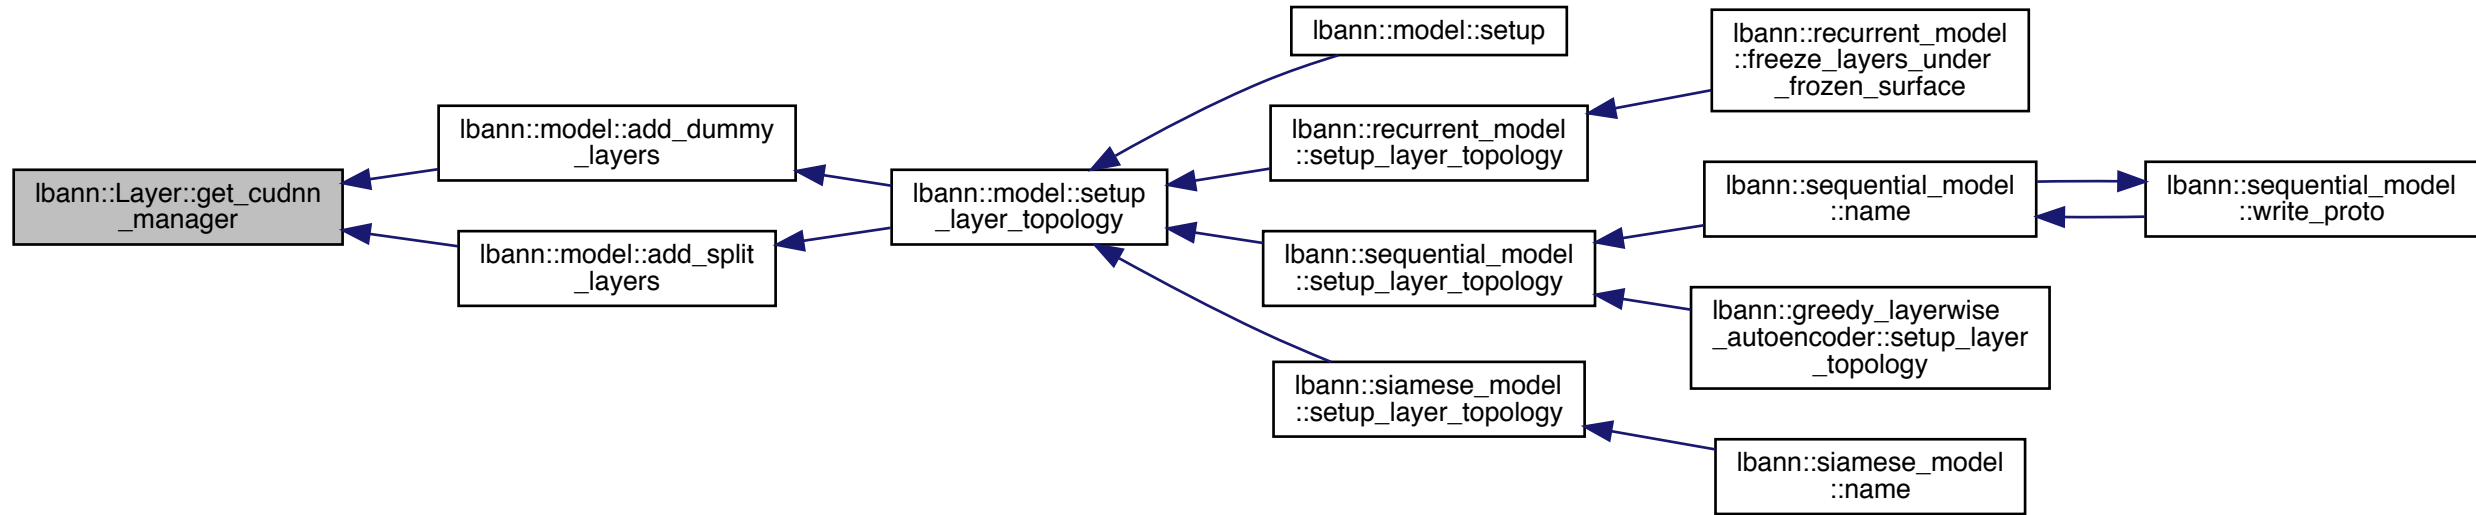 lbann::Layer::get_cudnn
_manager
lbann::model::add_dummy
_layers
lbann::model::add_split
_layers
lbann::model::setup
_layer_topology
lbann::model::setup
lbann::recurrent_model
::setup_layer_topology
lbann::sequential_model
::setup_layer_topology
lbann::siamese_model
::setup_layer_topology
lbann::recurrent_model
::freeze_layers_under
_frozen_surface
lbann::sequential_model
::name
lbann::greedy_layerwise
_autoencoder::setup_layer
_topology
lbann::siamese_model
::name
lbann::sequential_model
::write_proto